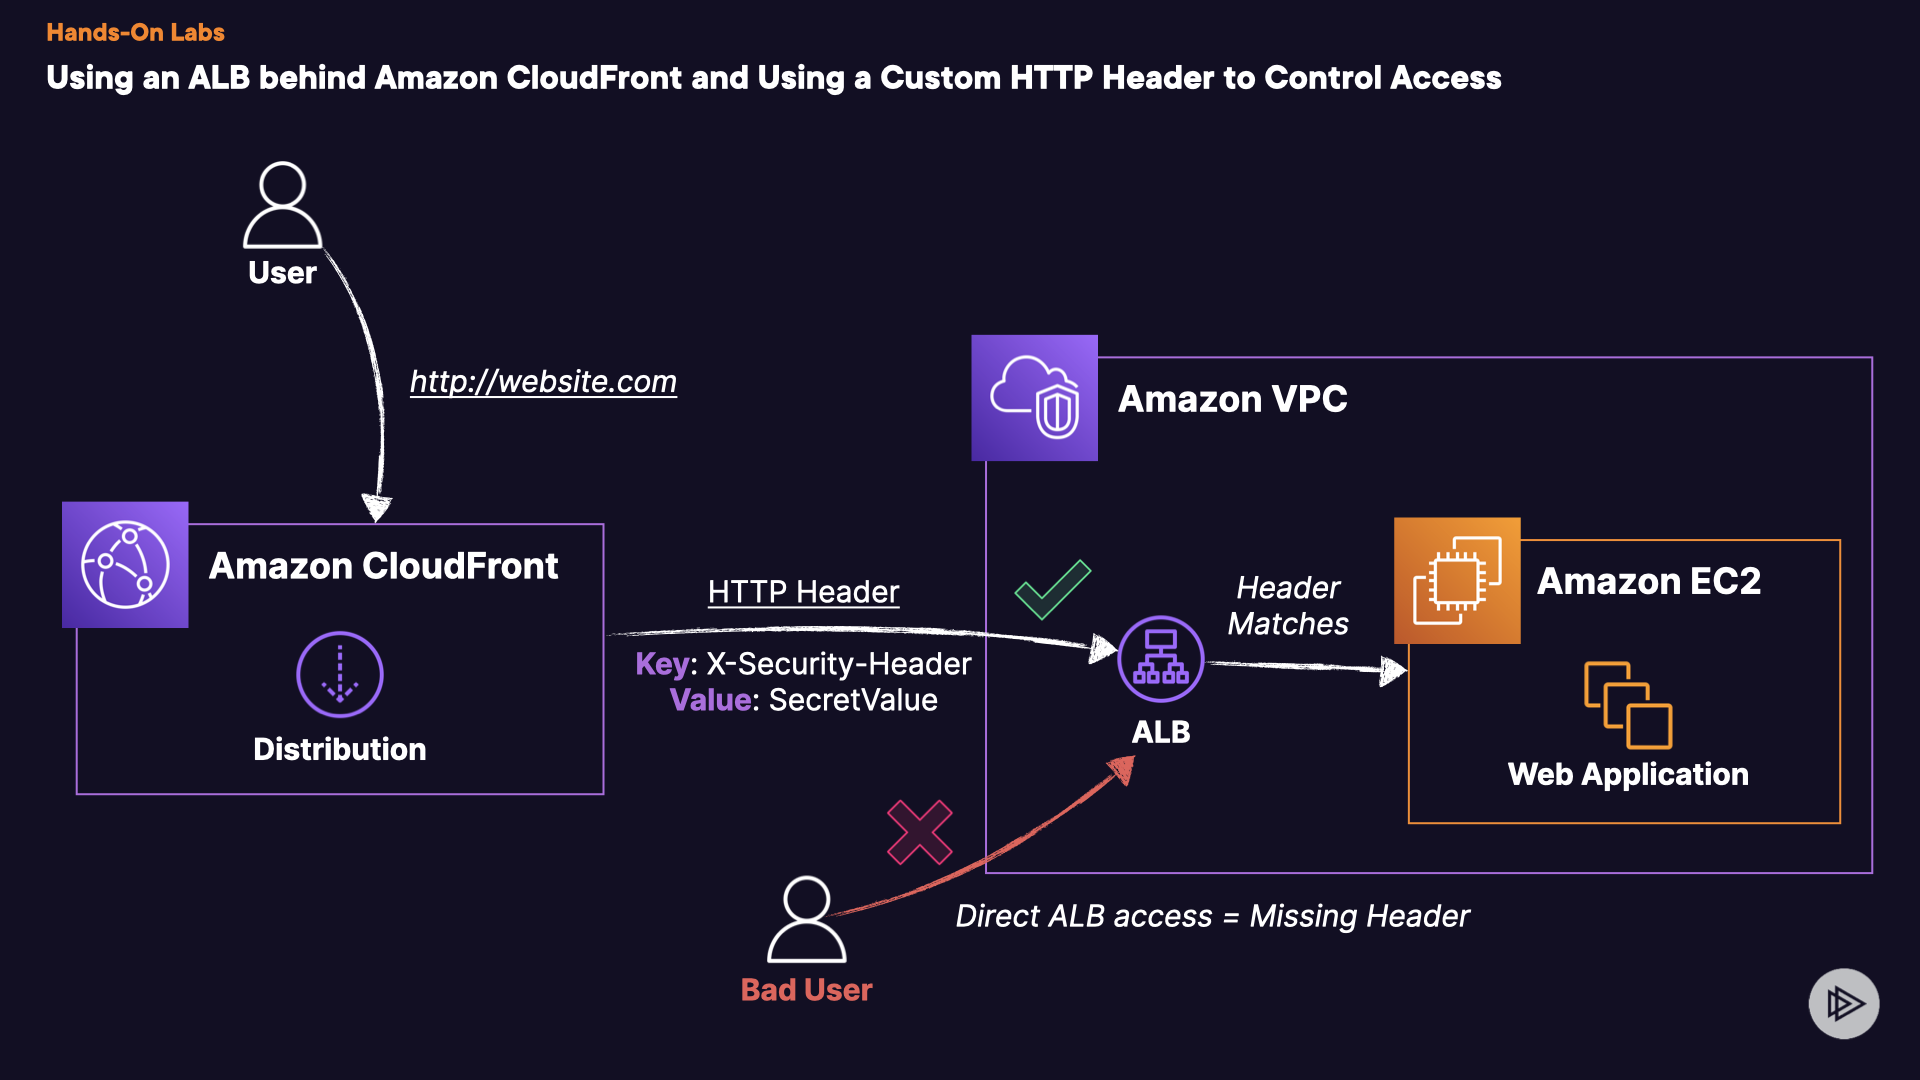 Hands-On Labs
Using an ALB behind Amazon CloudFront and Using a Custom HTTP Header to Control Access
User
http://website.com
Amazon VPC
Amazon CloudFront
Distribution
HTTP Header
Key: X-Security-Header
Value: SecretValue
ALB
Header
Matches
Amazon EC2
Web Application
Direct ALB access = Missing Header
Bad User